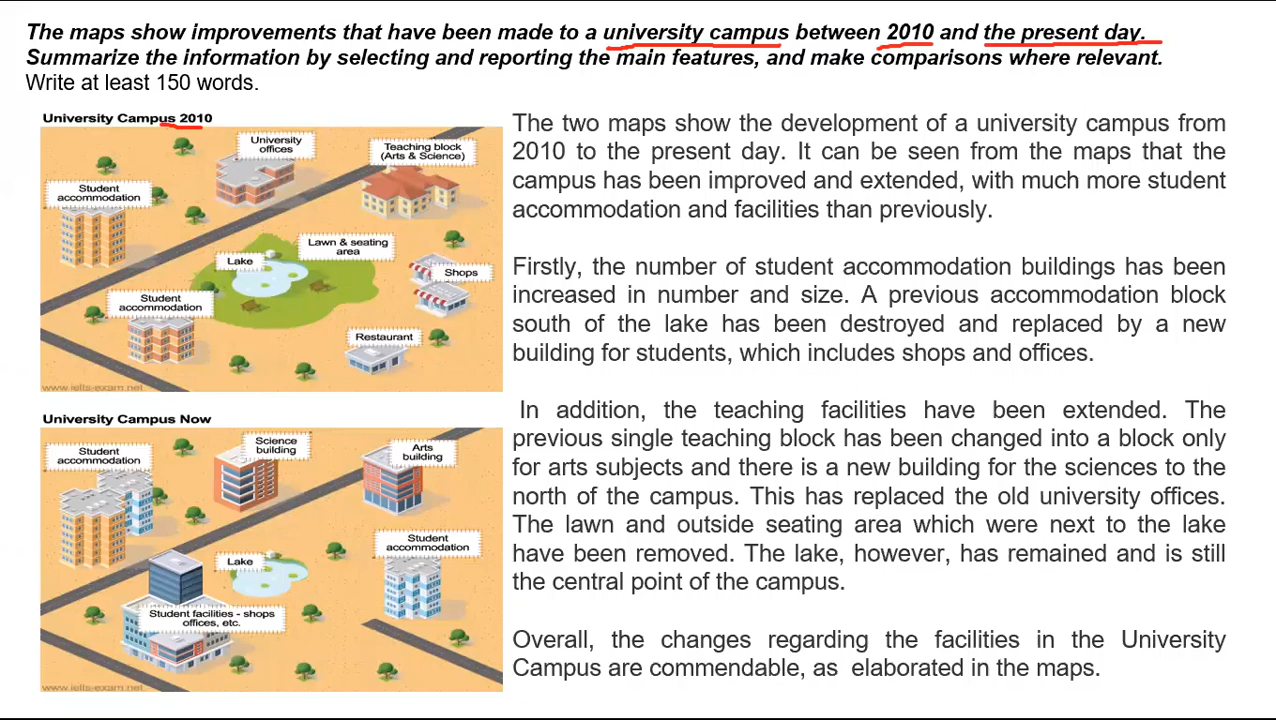 The maps show improvements that have been made to a university campus between 2010 and the present day.
Summarize the information by selecting and reporting the main features, and make comparisons where relevant.
Write at least 150 words.
University Campus 2010
University
offices
Teaching block
(Arts & Science)
Student
accommodation
Lawn & seating
area
Lake
Shops
Student
accommodation
Restaurant
www.ielts-exam.net
University Campus Now
Science
building
Arts
building
Student
accommodation
Student
accommodation
Lake
Student facilities - shops
offices, etc.
www.ielts-exam.net
The two maps show the development of a university campus from
2010 to the present day. It can be seen from the maps that the
campus has been improved and extended, with much more student
accommodation and facilities than previously.
Firstly, the number of student accommodation buildings has been
increased in number and size. A previous accommodation block
south of the lake has been destroyed and replaced by a new
building for students, which includes shops and offices.
In addition, the teaching facilities have been extended. The
previous single teaching block has been changed into a block only
for arts subjects and there is a new building for the sciences to the
north of the campus. This has replaced the old university offices.
The lawn and outside seating area which were next to the lake
have been removed. The lake, however, has remained and is still
the central point of the campus.
Overall, the changes regarding the facilities in the University
Campus are commendable, as elaborated in the maps.